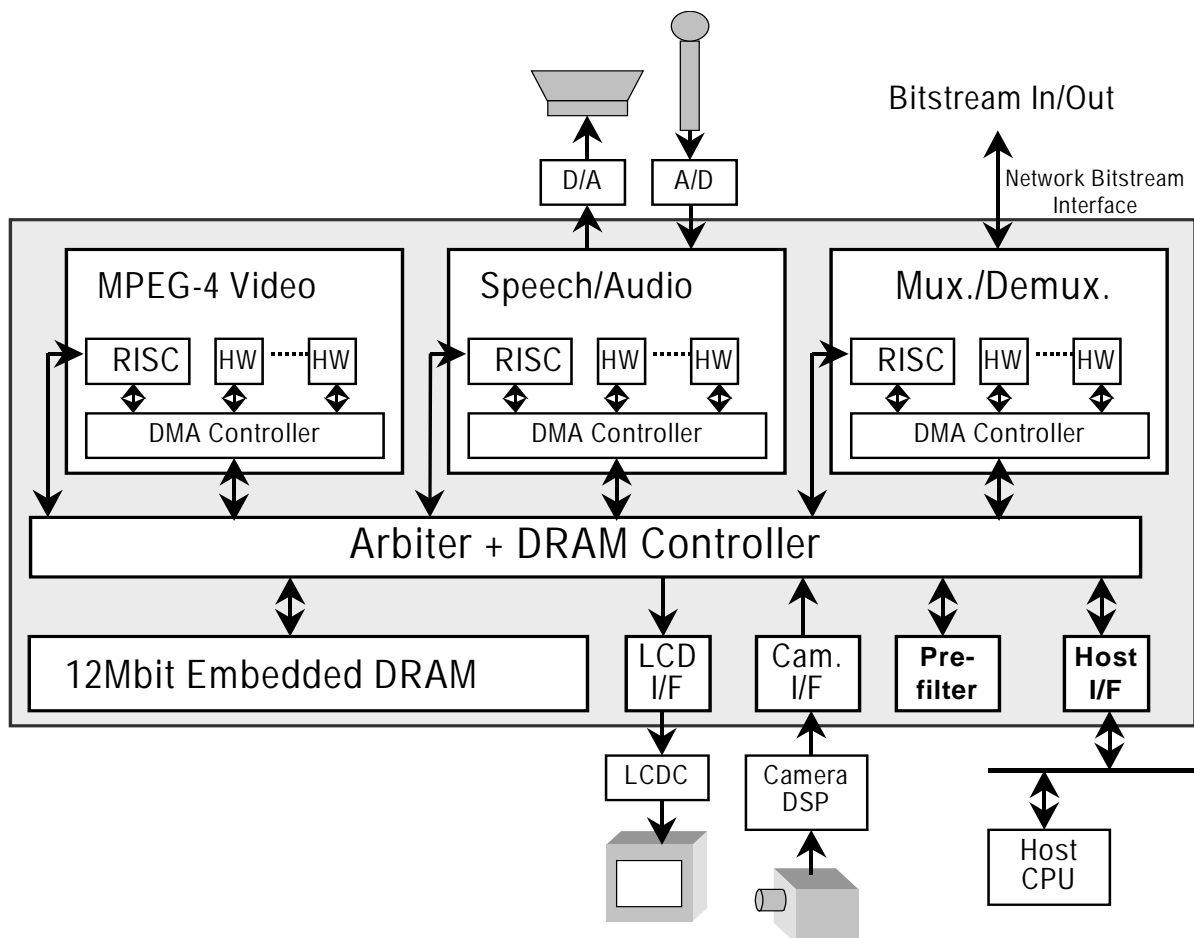 Bitstream In/Out
D/A
A/D
Network Bitstream
Interface
MPEG-4 Video
Speech/Audio
Mux./Demux.
RISC
HW
HW
RISC
HW
HW
RISC
HW
HW
DMA Controller
DMA Controller
DMA Controller
Arbiter + DRAM Controller
12Mbit Embedded DRAM
LCD
I/F
Cam.
I/F
Pre-
filter
Host
I/F
LCDC
Camera
DSP
Host
CPU